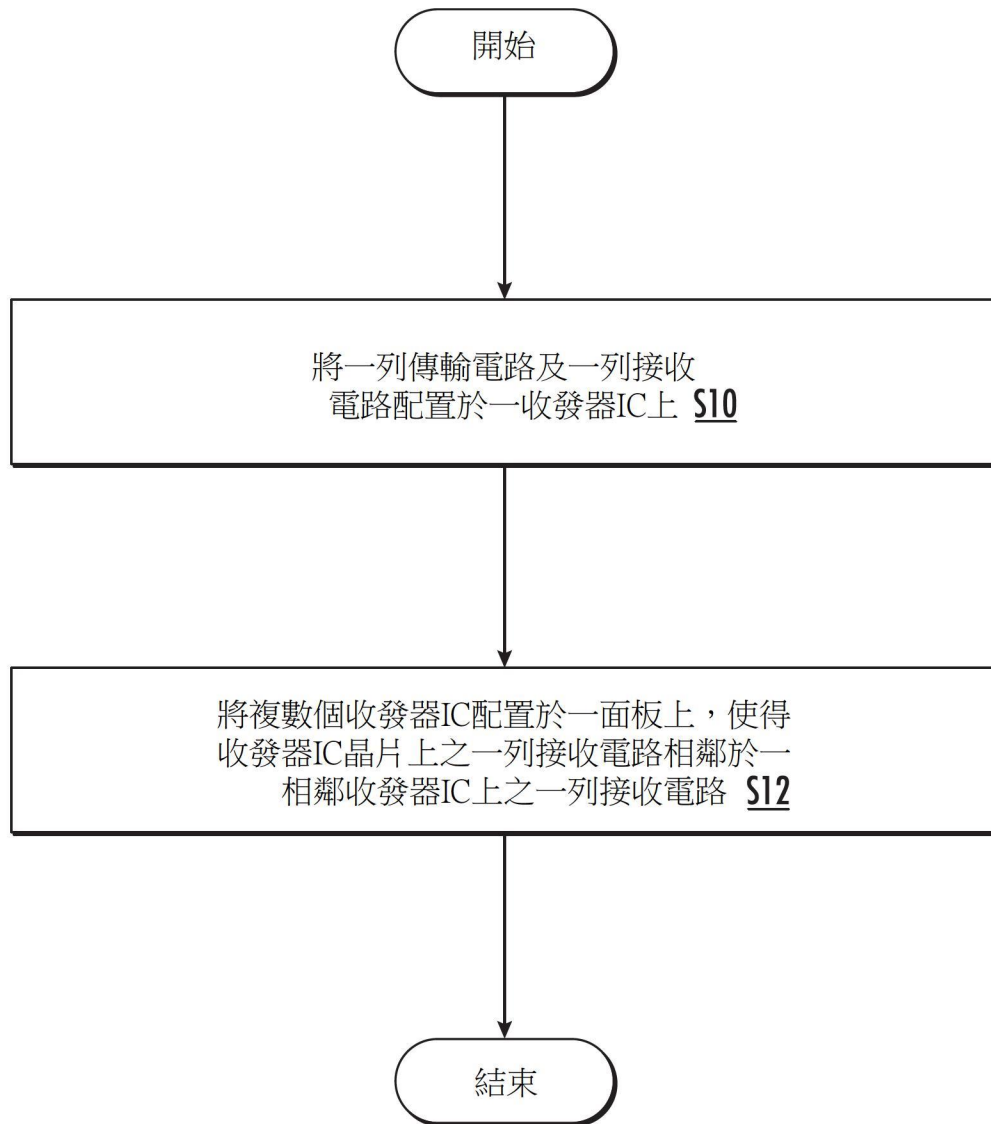 開始
將一列傳輸電路及一列接收
電路配置於一收發器IC上 S10
將複數個收發器IC配置於一面板上，使得
收發器IC晶片上之一列接收電路相鄰於一
相鄰收發器IC上之一列接收電路 S12
結束